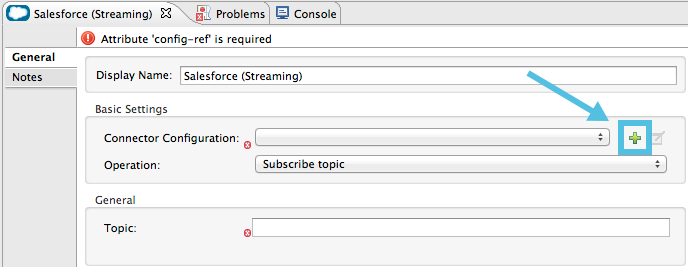 Salesforce (Streaming) Problems Console
Attribute 'config-ref' is required
General
Notes
Display Name: Salesforce (Streaming)
Basic Settings
Connector Configuration:
Operation: Subscribe topic
General
Topic: